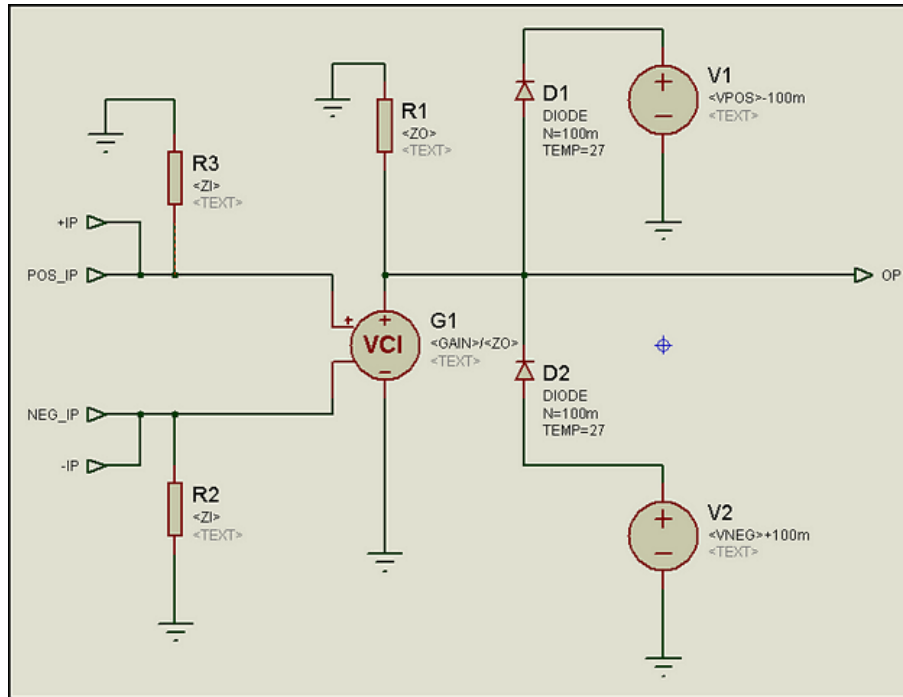 D1
DIODE
N=100m
TEMP=27
V1
<VPOS>-100m
<TEXT>
R1
<ZO>
<TEXT>
R3
<ZI>
<TEXT>
+IP
POS_IP
OP
+
VCI
G1
<GAIN>/<ZO>
<TEXT>
D2
DIODE
N=100m
TEMP=27
NEG_IP
-IP
R2
<ZI>
<TEXT>
V2
<VNEG>+100m
<TEXT>